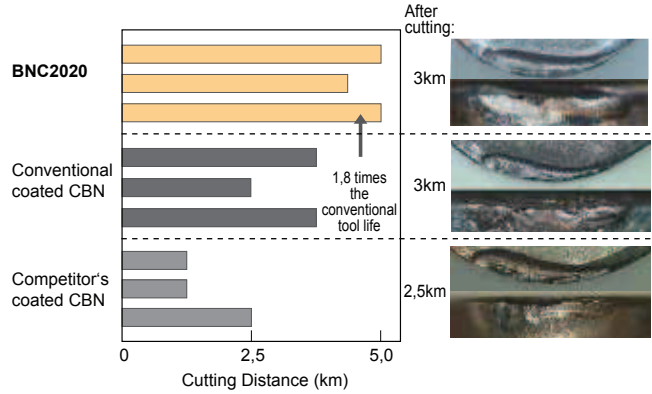 After
cutting:
BNC2020
3km
Conventional
coated CBN
1,8 times
the
conventional
tool life
3km
Competitor‘s
coated CBN
2,5km
0
2,5
5,0
Cutting Distance (km)